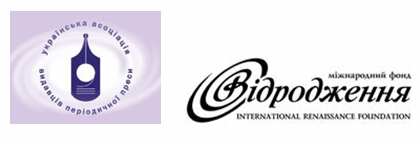 українська асоціація
видавців періодичної преси
міжнародний фонд
Відродження
INTERNATIONAL RENAISSANCE FOUNDATION